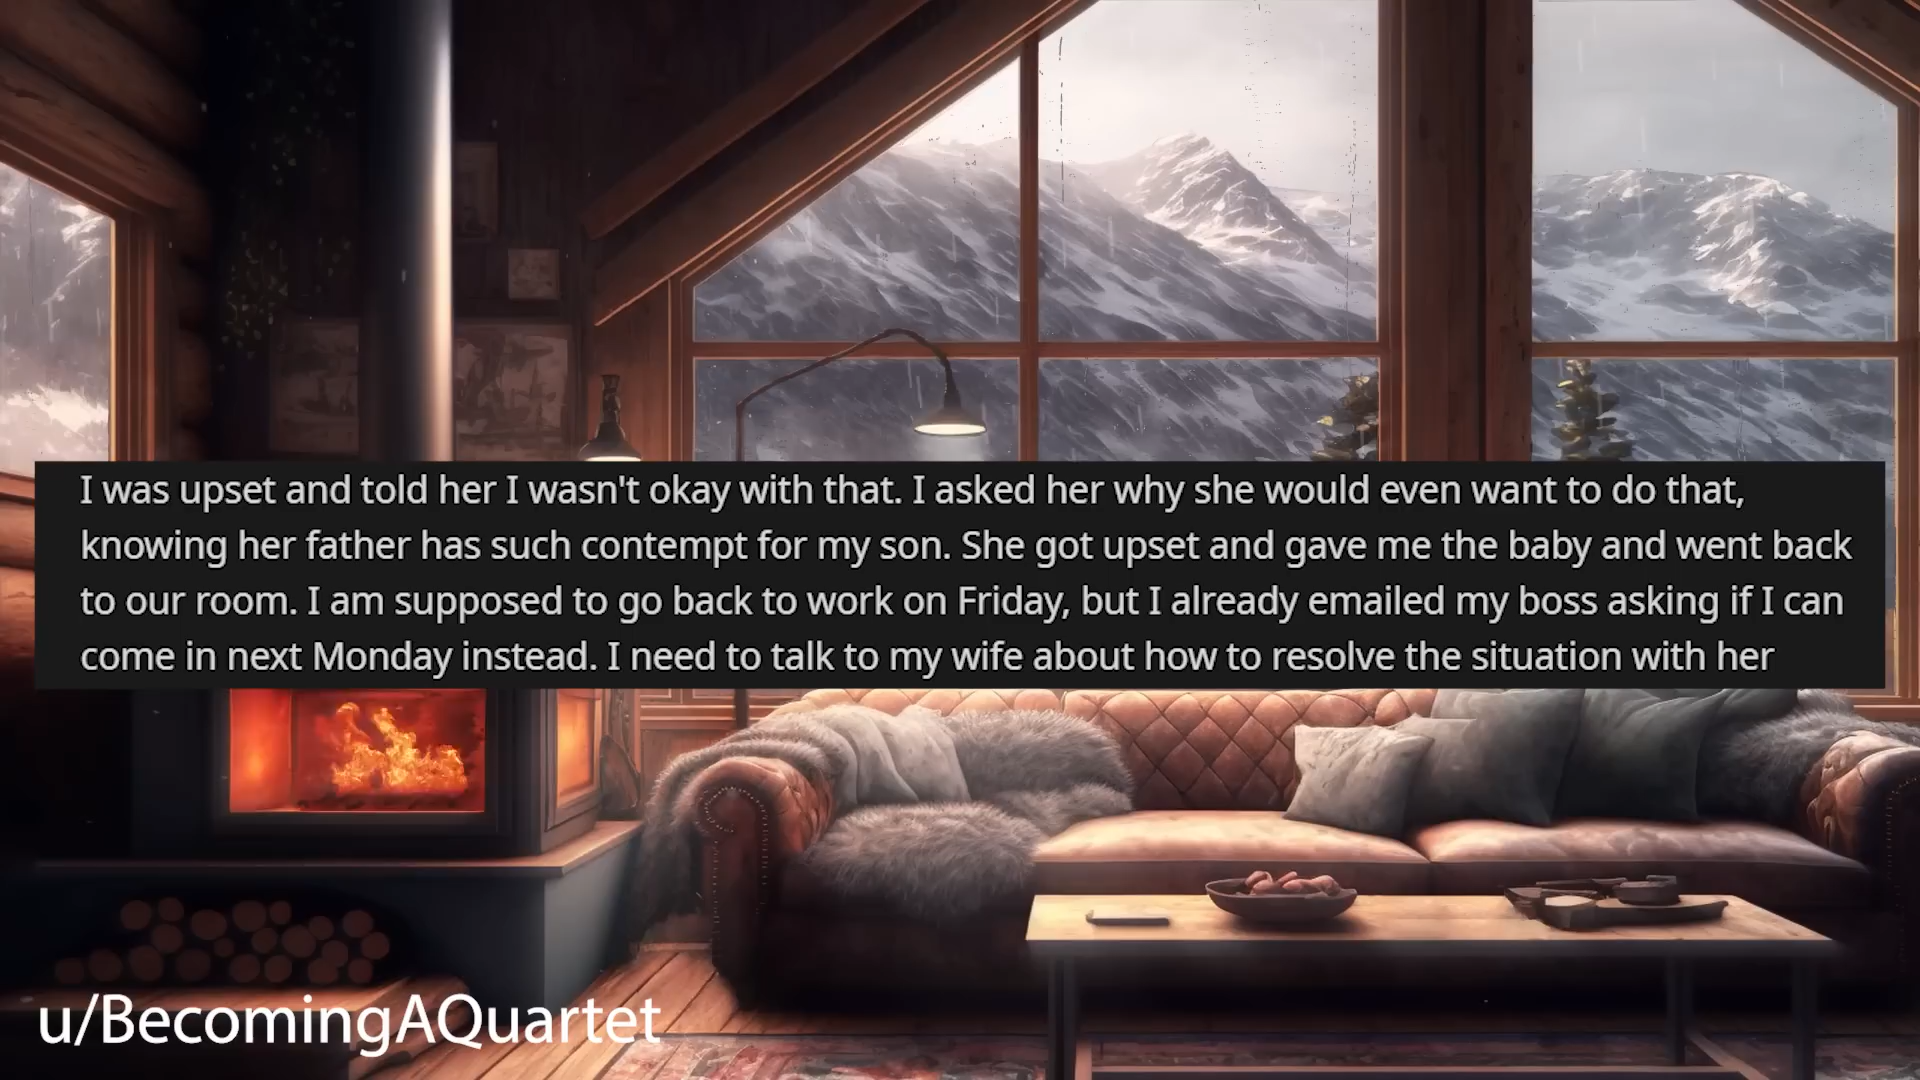 I was upset and told her I wasn't okay with that. I asked her why she would even want to do that,
knowing her father has such contempt for my son. She got upset and gave me the baby and went back
to our room. I am supposed to go back to work on Friday, but I already emailed my boss asking if I can
come in next Monday instead. I need to talk to my wife about how to resolve the situation with her
u/BecomingAQuartet